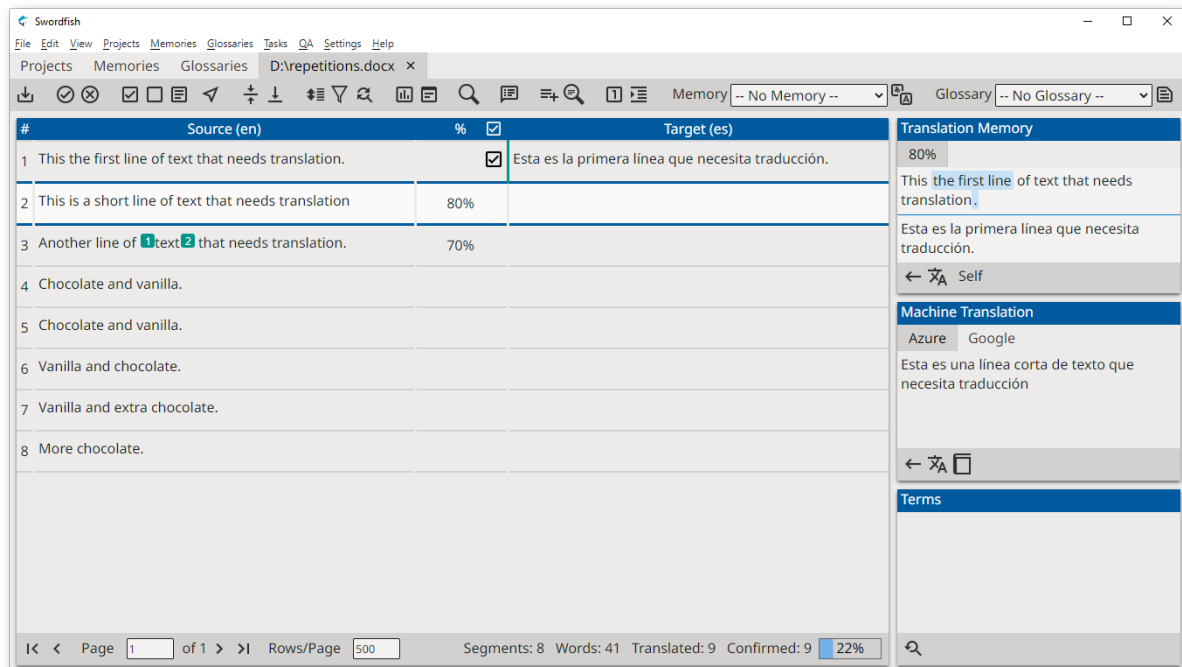 Swordfish
File Edit View Projects Memories Glossaries Tasks QA Settings Help
Projects Memories Glossaries D:\repetitions.docx ×
Memory -- No Memory -- Glossary -- No Glossary --
# Source (en) % Target (es)
1 This the first line of text that needs translation. Esta es la primera línea que necesita traducción.
2 This is a short line of text that needs translation 80%
3 Another line of 1text2 that needs translation. 70%
4 Chocolate and vanilla.
5 Chocolate and vanilla.
6 Vanilla and chocolate.
7 Vanilla and extra chocolate.
8 More chocolate.
Page 1 of 1 Rows/Page 500 Segments: 8 Words: 41 Translated: 9 Confirmed: 9 22%
Translation Memory
80%
This the first line of text that needs
translation.
Esta es la primera línea que necesita
traducción.
Self
Machine Translation
Azure Google
Esta es una línea corta de texto que
necesita traducción
Terms